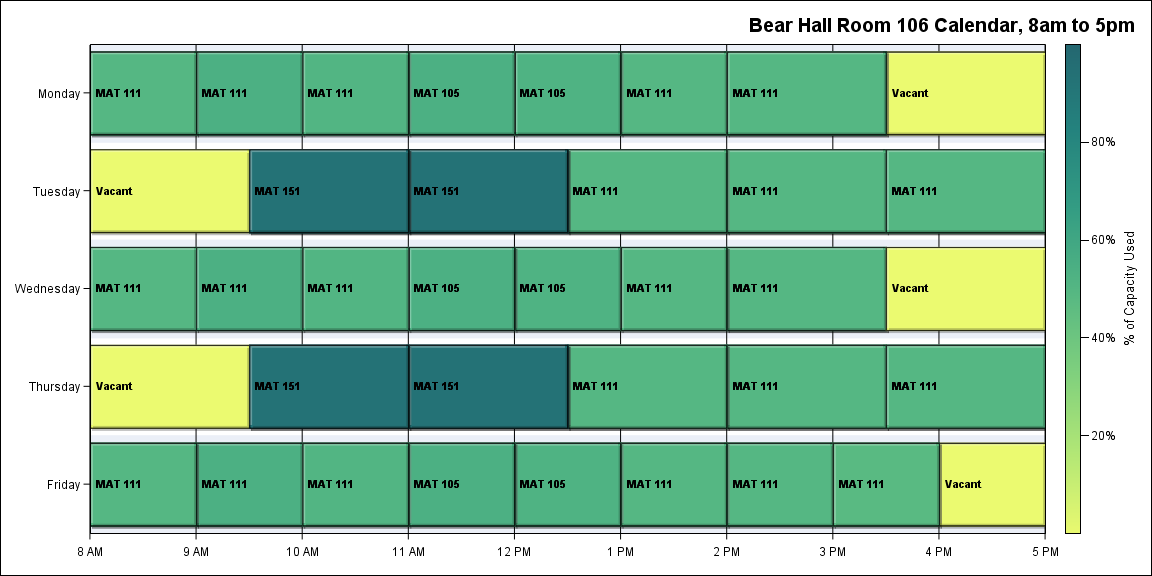 Bear Hall Room 106 Calendar, 8am to 5pm
Monday MAT 111 MAT 111 MAT 111 MAT 105 MAT 105 MAT 111 MAT 111 Vacant
80%
Tuesday Vacant MAT 151 MAT 151 MAT 111 MAT 111 MAT 111
60%
% of Capacity Used
Wednesday MAT 111 MAT 111 MAT 111 MAT 105 MAT 105 MAT 111 MAT 111 Vacant
40%
Thursday Vacant MAT 151 MAT 151 MAT 111 MAT 111 MAT 111
20%
Friday MAT 111 MAT 111 MAT 111 MAT 105 MAT 105 MAT 111 MAT 111 MAT 111 Vacant
8 AM 9 AM 10 AM 11 AM 12 PM 1 PM 2 PM 3 PM 4 PM 5 PM